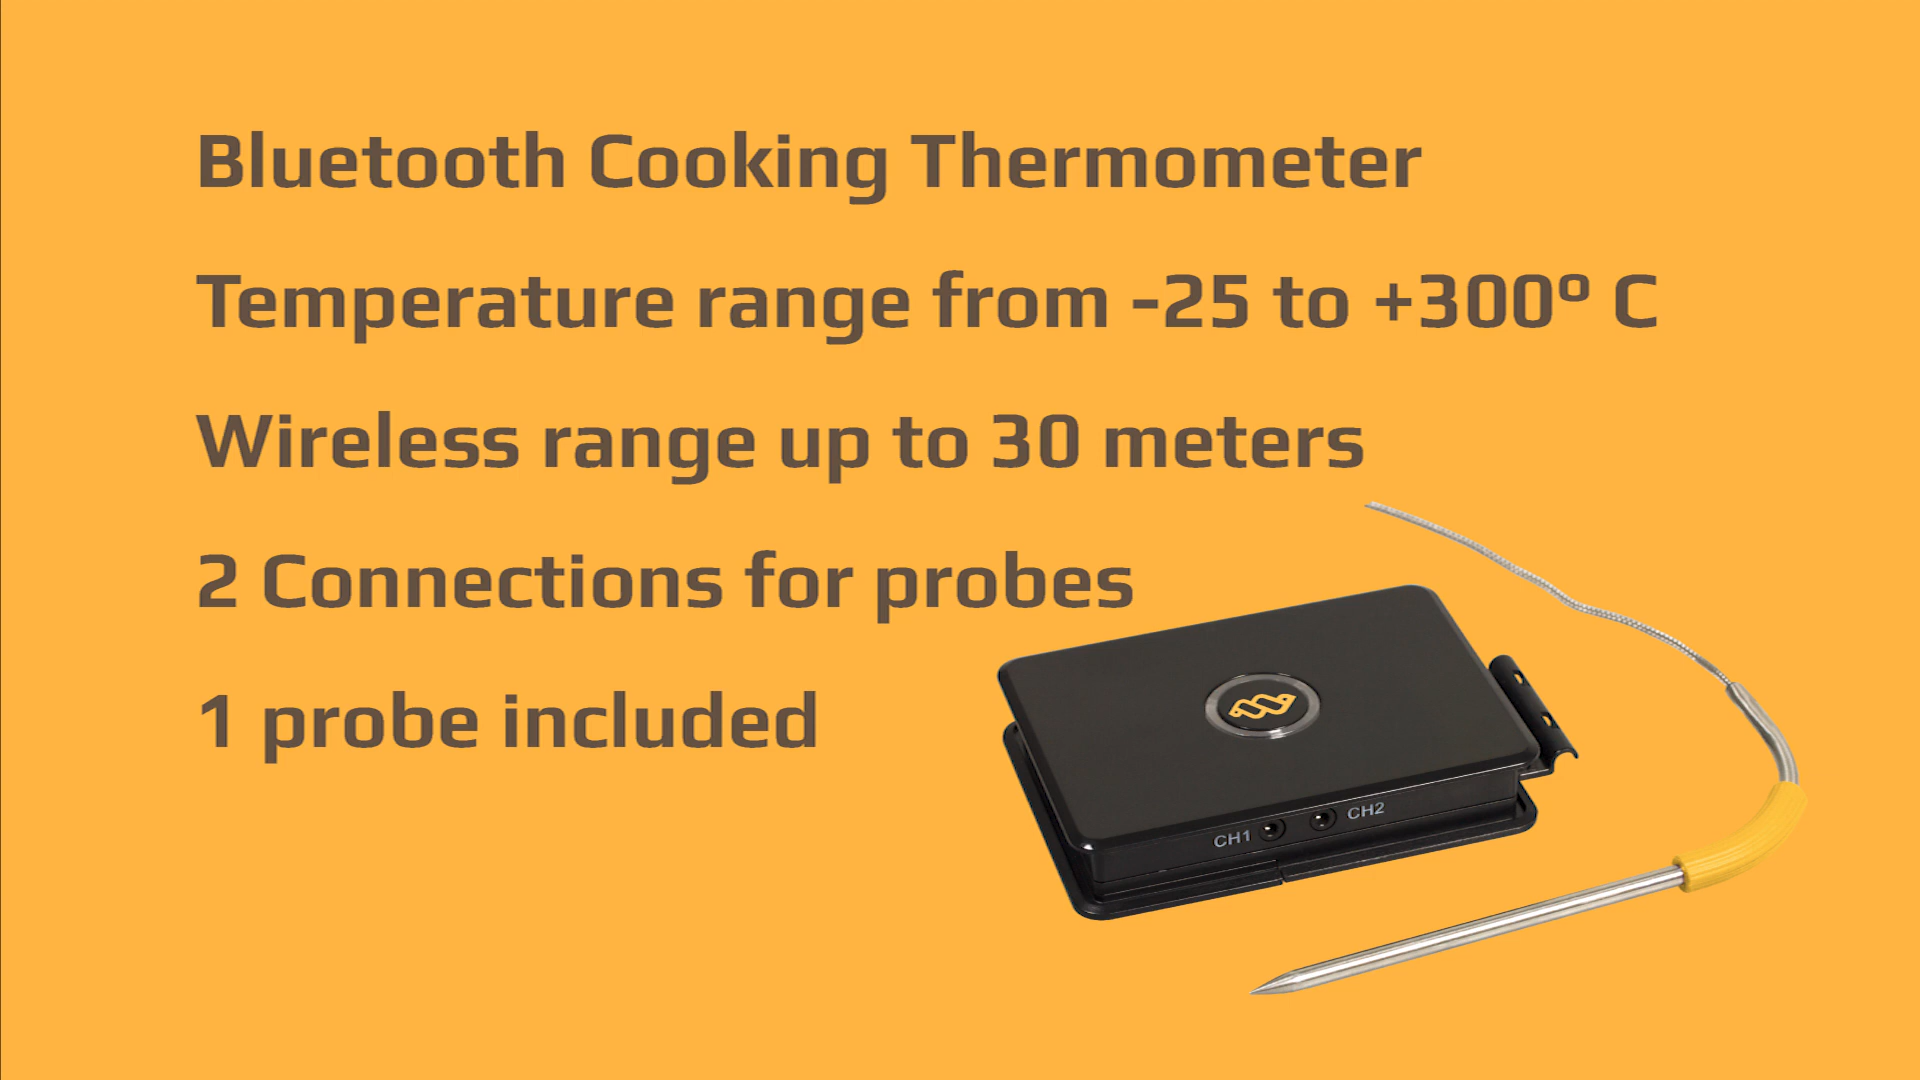 Bluetooth Cooking Thermometer
Temperature range from -25 to +300º C
Wireless range up to 30 meters
2 Connections for probes
1 probe included
CH1 CH2